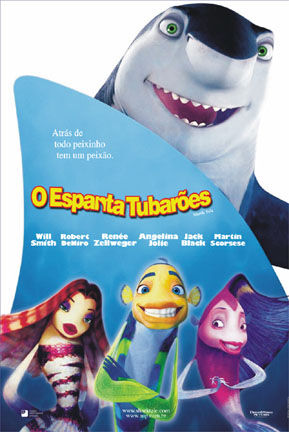 Atrás de
todo peixinho
tem um peixão.
O Espanta Tubarões
Will Robert Renée Angelina Jack Martin
Smith DeNiro Zellweger Jolie Black Scorsese